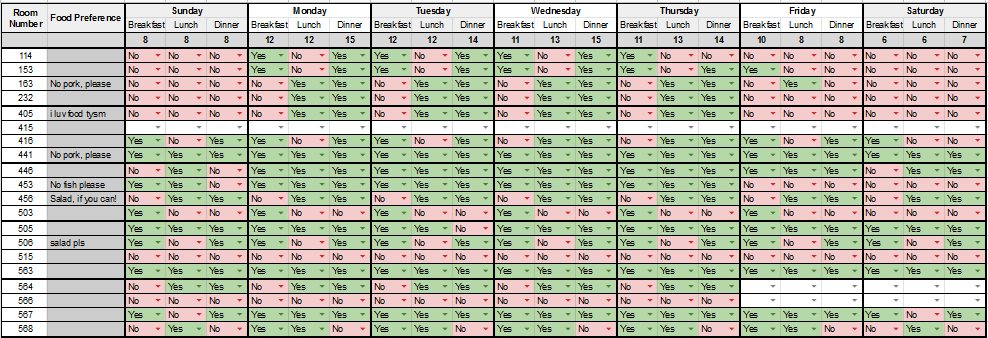 Room Number Food Preference Sunday Monday Tuesday Wednesday Thursday Friday Saturday
Breakfast Lunch Dinner Breakfast Lunch Dinner Breakfast Lunch Dinner Breakfast Lunch Dinner Breakfast Lunch Dinner Breakfast Lunch Dinner Breakfast Lunch Dinner
8 8 8 12 12 15 12 12 14 11 13 15 11 13 14 10 8 8 6 6 7
114 No No No Yes No Yes Yes No Yes Yes No Yes Yes No No No No No No No No
153 No No No Yes No Yes Yes No Yes Yes No Yes Yes No Yes Yes No No No No No
163 No pork, please No No No No Yes Yes No Yes Yes No Yes Yes No Yes Yes No Yes No No No No
232 No No No No Yes Yes No Yes Yes No Yes Yes No Yes Yes No No No No No No
405 i luv food tysm No No No No Yes Yes No Yes Yes No Yes Yes No Yes Yes No No No No No No
415
416 Yes No Yes Yes No Yes Yes No Yes Yes No Yes Yes No Yes Yes No Yes Yes No Yes
441 No pork, please Yes Yes Yes Yes Yes Yes Yes Yes Yes Yes Yes Yes Yes Yes Yes Yes Yes Yes Yes Yes Yes
446 No Yes No Yes Yes Yes Yes Yes Yes Yes Yes Yes Yes Yes Yes No No No No No No
453 No fish please Yes Yes No Yes Yes Yes Yes Yes Yes Yes Yes Yes Yes Yes Yes Yes Yes Yes No Yes Yes
456 Salad, if you can! No Yes Yes No Yes Yes No Yes Yes No Yes Yes No Yes Yes No Yes Yes No Yes No
503 Yes No No Yes No No Yes No No Yes No No Yes No No Yes No No No No No
505 Yes Yes Yes Yes Yes Yes Yes Yes No Yes Yes Yes Yes Yes Yes Yes Yes Yes Yes Yes Yes
506 salad pls Yes No Yes Yes No Yes Yes No Yes Yes No Yes Yes No Yes Yes No Yes Yes No Yes
515 No No No No No No No No No No No No No No No No No No No No No
563 Yes Yes Yes Yes Yes Yes Yes Yes Yes Yes Yes Yes Yes Yes Yes Yes Yes Yes Yes Yes Yes
564 No Yes Yes Yes Yes Yes Yes Yes Yes No Yes Yes No Yes Yes
566 No No No No No No No No No No No No No No No
567 Yes No No Yes Yes Yes Yes Yes Yes Yes Yes Yes Yes Yes Yes Yes Yes Yes Yes No Yes
568 No Yes No Yes Yes No Yes Yes No Yes Yes No Yes Yes No Yes Yes No No Yes No